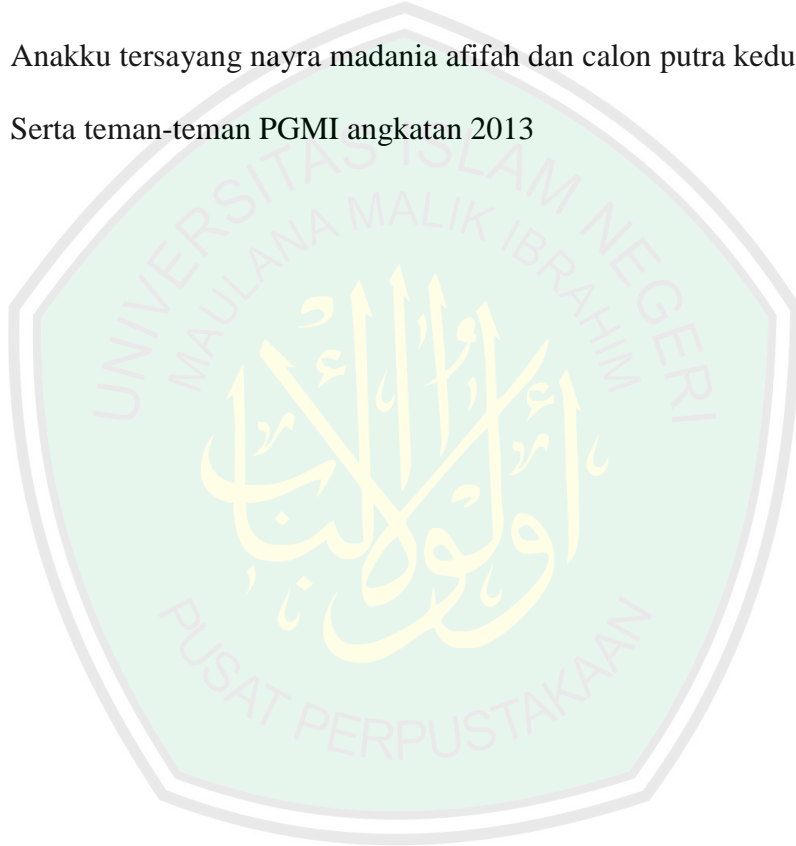 Anakku tersayang nayra madania afifah dan calon putra kedu
Serta teman-teman PGMI angkatan 2013
UNIVERSITAS ISLAM NEGERI
MAULANA MALIK IBRAHIM
أولوا الألباب
PUSAT PERPUSTAKAAN